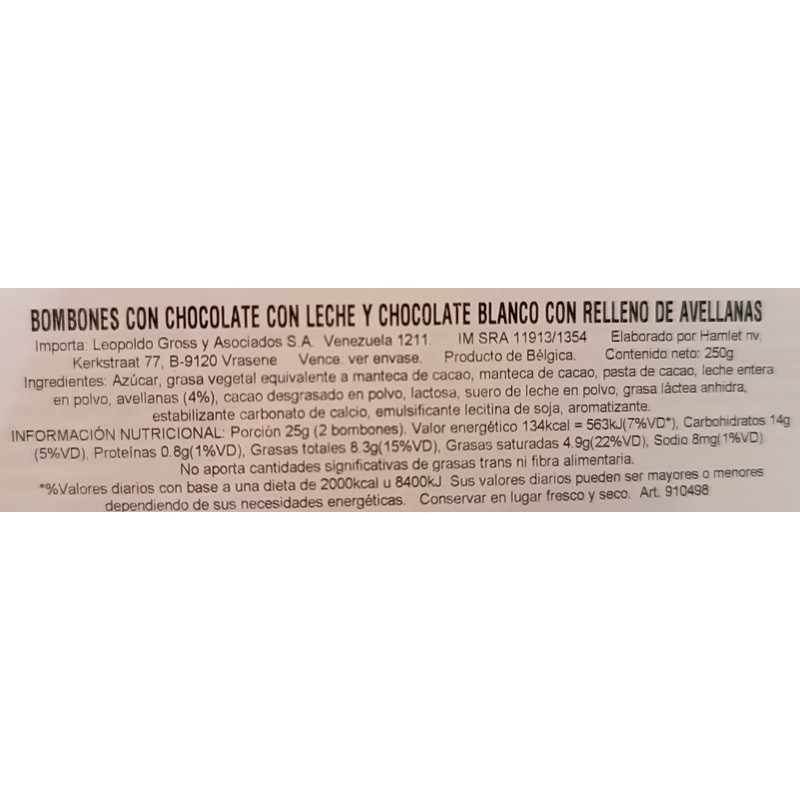 BOMBONES CON CHOCOLATE CON LECHE Y CHOCOLATE BLANCO CON RELLENO DE AVELLANAS
Importa: Leopoldo Gross y Asociados S.A. Venezuela 1211. IM SRA 11913/1354 Elaborado por Hamlet nv,
Kerkstraat 77, B-9120 Vrasene Vence: ver envase. Producto de Bélgica. Contenido neto: 250g
Ingredientes: Azúcar, grasa vegetal equivalente a manteca de cacao, manteca de cacao, pasta de cacao, leche entera
en polvo, avellanas (4%), cacao desgrasado en polvo, lactosa, suero de leche en polvo, grasa láctea anhidra,
estabilizante carbonato de calcio, emulsificante lecitina de soja, aromatizante.
INFORMACIÓN NUTRICIONAL: Porción 25g (2 bombones). Valor energético 134kcal = 563kJ(7%VD*), Carbohidratos 14g
(5%VD), Proteínas 0.8g(1%VD), Grasas totales 8.3g(15%VD), Grasas saturadas 4.9g(22%VD), Sodio 8mg(1%VD).
No aporta cantidades significativas de grasas trans ni fibra alimentaria.
*%Valores diarios con base a una dieta de 2000kcal u 8400kJ. Sus valores diarios pueden ser mayores o menores
dependiendo de sus necesidades energéticas. Conservar en lugar fresco y seco. Art. 910498